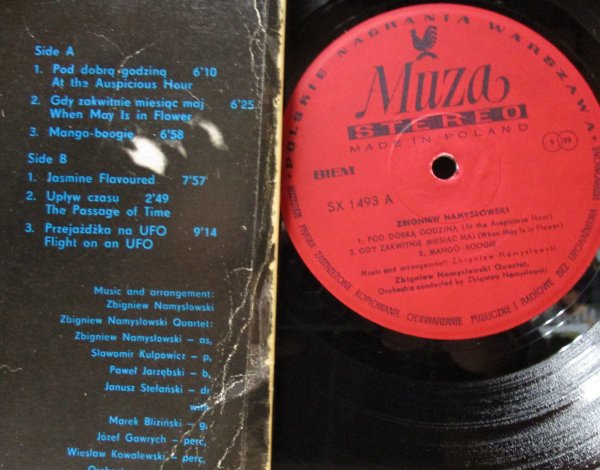 Side A
1. Pod dobrą godziną 6'10
At the Auspicious Hour
2. Gdy zakwitnie miesiąc maj 6'25
When May Is in Flower
3. Mango-boogie 6'58
Side B
1. Jasmine Flavoured 7'57"
2. Upływ czasu 2'49
The Passage of Time
3. Przejażdżka na UFO 9'14
Flight on an UFO
Music and arrangement:
Zbigniew Namysłowski
Zbigniew Namysłowski Quartet:
Zbigniew Namysłowski – as,
Sławomir Kulpowicz – p,
Paweł Jarzębski – b,
Janusz Stefański – dr
with
Marek Bliziński – g,
Józef Gawrych – perc,
Wiesław Kowalewski – perc,
POLSKIE NAGRANIA WARSZAWA
Muza
STEREO
MADE IN POLAND
BIEM
SX 1493 A
ZBIGNIEW NAMYSŁOWSKI
1. POD DOBRĄ GODZINĄ (At the Auspicious Hour)
2. GDY ZAKWITNIE MIESIĄC MAJ (When May Is in Flower)
3. MANGO-BOOGIE
Music and arrangement: Zbigniew Namysłowski
Zbigniew Namysłowski Quartet,
Orchestra conducted by Zbigniew Namysłowski
WSZYSTKIE PRAWA ZASTRZEŻONE KOPIOWANIE ODTWARZANIE PUBLICZNE I RADIOWE BEZ UPOWAŻNIENIA